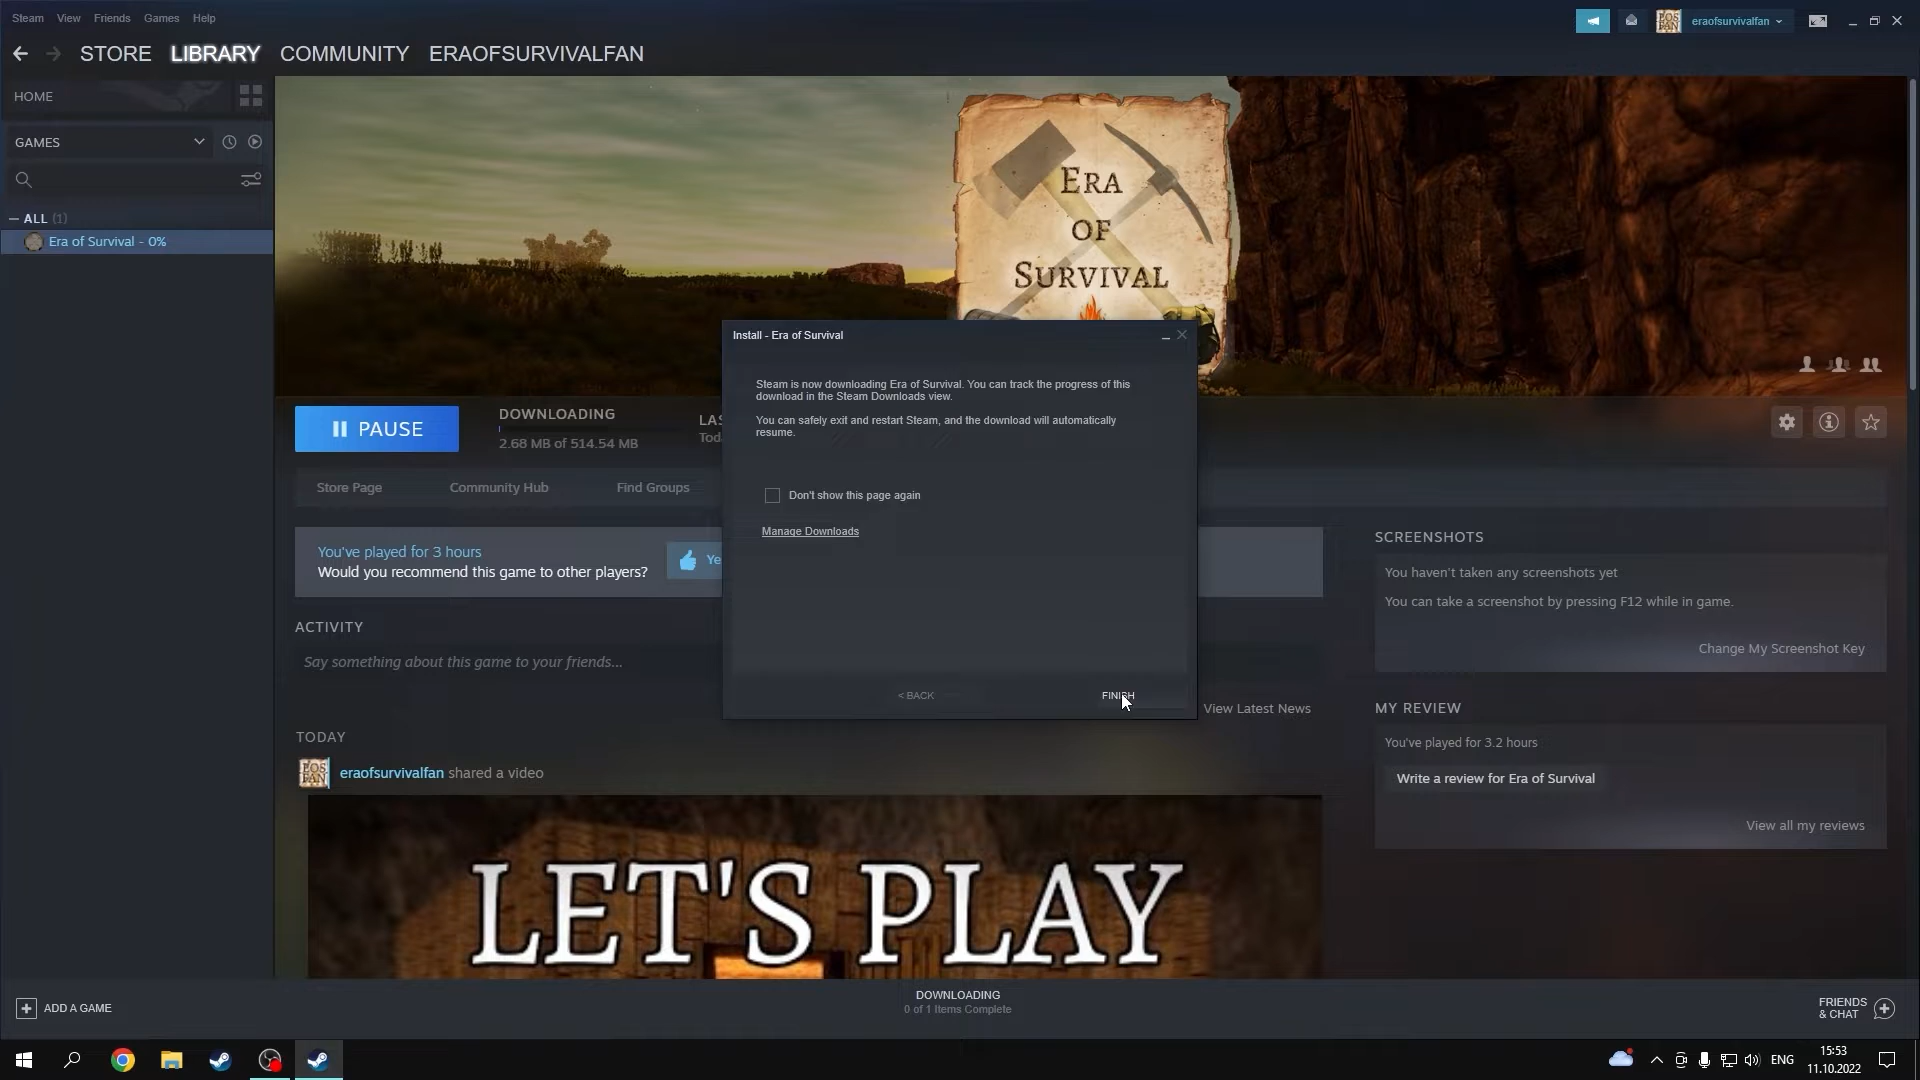 Steam View Friends Games Help
eraofsurvivalfan
STORE LIBRARY COMMUNITY ERAOFSURVIVALFAN
HOME
GAMES
ALL (1)
Era of Survival - 0%
ERA
OF
SURVIVAL
PAUSE
DOWNLOADING
2.68 MB of 514.54 MB
Install - Era of Survival
Steam is now downloading Era of Survival. You can track the progress of this
download in the Steam Downloads view.
You can safely exit and restart Steam, and the download will automatically
resume.
Don't show this page again
Manage Downloads
< BACK
FINISH
Store Page Community Hub Find Groups
You've played for 3 hours
Would you recommend this game to other players?
ACTIVITY
Say something about this game to your friends...
View Latest News
TODAY
eraofsurvivalfan shared a video
LET'S PLAY
SCREENSHOTS
You haven't taken any screenshots yet
You can take a screenshot by pressing F12 while in game.
Change My Screenshot Key
MY REVIEW
You've played for 3.2 hours
Write a review for Era of Survival
View all my reviews
ADD A GAME
DOWNLOADING
0 of 1 Items Complete
FRIENDS
& CHAT
ENG
15:53
11.10.2022